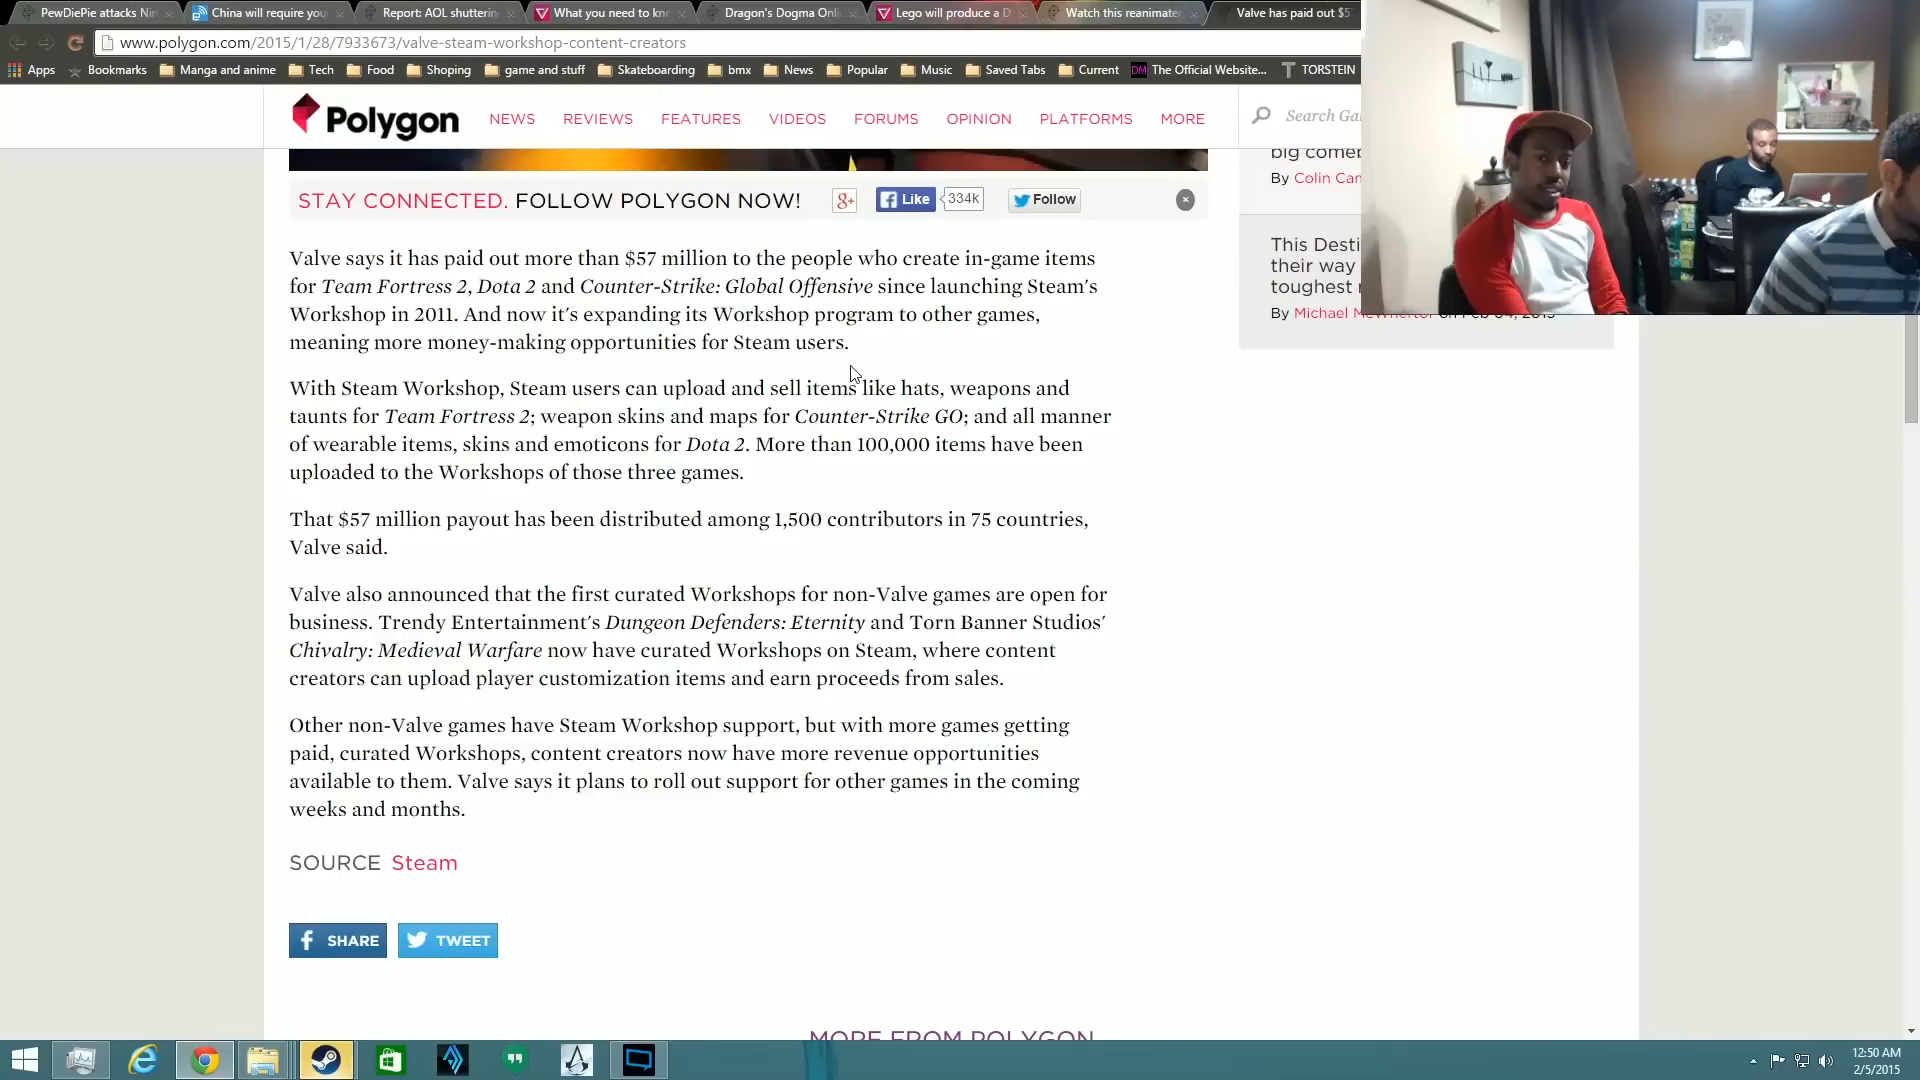 PewDiePie attacks Nin
China will require you
Report: AOL shutterin
What you need to kno
Dragon's Dogma Onli
Lego will produce a D
Watch this reanimate
Valve has paid out $5
www.polygon.com/2015/1/28/7933673/valve-steam-workshop-content-creators
Apps
Bookmarks
Manga and anime
Tech
Food
Shoping
game and stuff
Skateboarding
bmx
News
Popular
Music
Saved Tabs
Current
DM
The Official Website...
TORSTEIN
Polygon
NEWS
REVIEWS
FEATURES
VIDEOS
FORUMS
OPINION
PLATFORMS
MORE
Search Ga
STAY CONNECTED. FOLLOW POLYGON NOW!
g+
Like
334k
Follow
big comeb
By Colin Cam
This Desti
their way
toughest
By Michael
Valve says it has paid out more than $57 million to the people who create in-game items
for Team Fortress 2, Dota 2 and Counter-Strike: Global Offensive since launching Steam's
Workshop in 2011. And now it's expanding its Workshop program to other games,
meaning more money-making opportunities for Steam users.
With Steam Workshop, Steam users can upload and sell items like hats, weapons and
taunts for Team Fortress 2; weapon skins and maps for Counter-Strike GO; and all manner
of wearable items, skins and emoticons for Dota 2. More than 100,000 items have been
uploaded to the Workshops of those three games.
That $57 million payout has been distributed among 1,500 contributors in 75 countries,
Valve said.
Valve also announced that the first curated Workshops for non-Valve games are open for
business. Trendy Entertainment's Dungeon Defenders: Eternity and Torn Banner Studios'
Chivalry: Medieval Warfare now have curated Workshops on Steam, where content
creators can upload player customization items and earn proceeds from sales.
Other non-Valve games have Steam Workshop support, but with more games getting
paid, curated Workshops, content creators now have more revenue opportunities
available to them. Valve says it plans to roll out support for other games in the coming
weeks and months.
SOURCE Steam
SHARE
TWEET
MORE FROM POLYGON
12:50 AM
2/5/2015